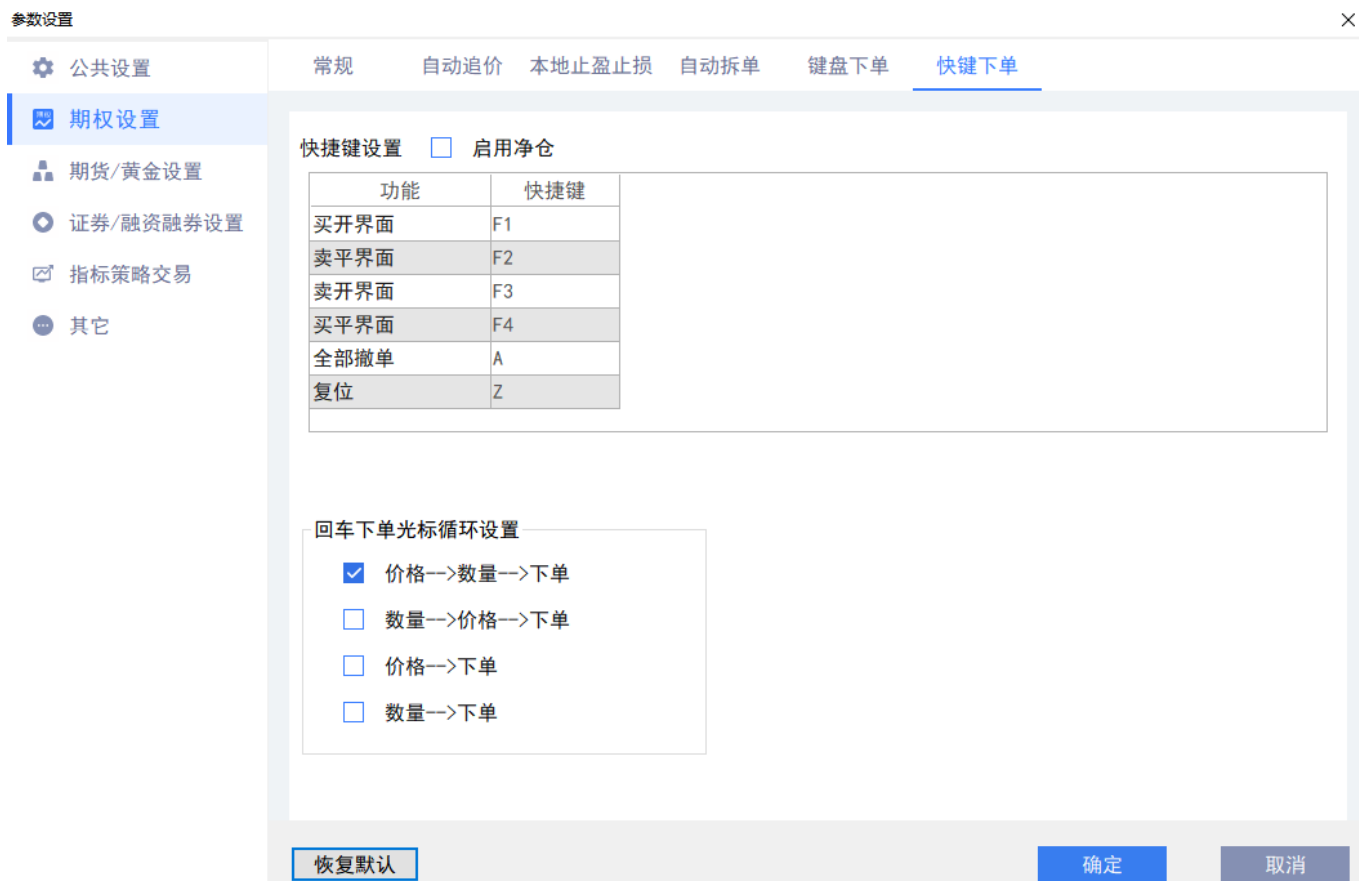 参数设置
公共设置
期权设置
期货/黄金设置
证券/融资融券设置
指标策略交易
其它
常规 自动追价 本地止盈止损 自动拆单 键盘下单 快键下单
快捷键设置 启用净仓
功能 快捷键
买开界面 F1
卖平界面 F2
卖开界面 F3
买平界面 F4
全部撤单 A
复位 Z
回车下单光标循环设置
价格-->数量-->下单
数量-->价格-->下单
价格-->下单
数量-->下单
恢复默认 确定 取消